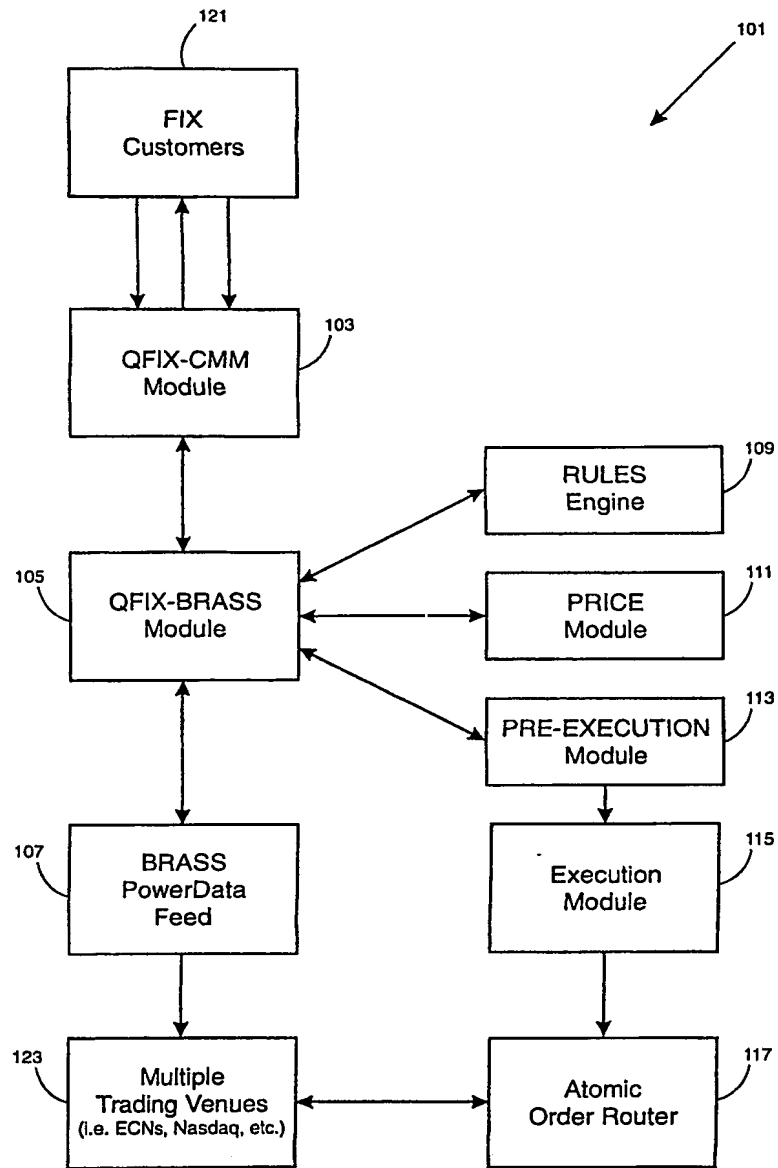 121
101
FIX
Customers
QFIX-CMM
Module
103
RULES
Engine
109
105
QFIX-BRASS
Module
PRICE
Module
111
PRE-EXECUTION
Module
113
107
BRASS
PowerData
Feed
Execution
Module
115
123
Multiple
Trading Venues
(i.e. ECNs, Nasdaq, etc.)
Atomic
Order Router
117